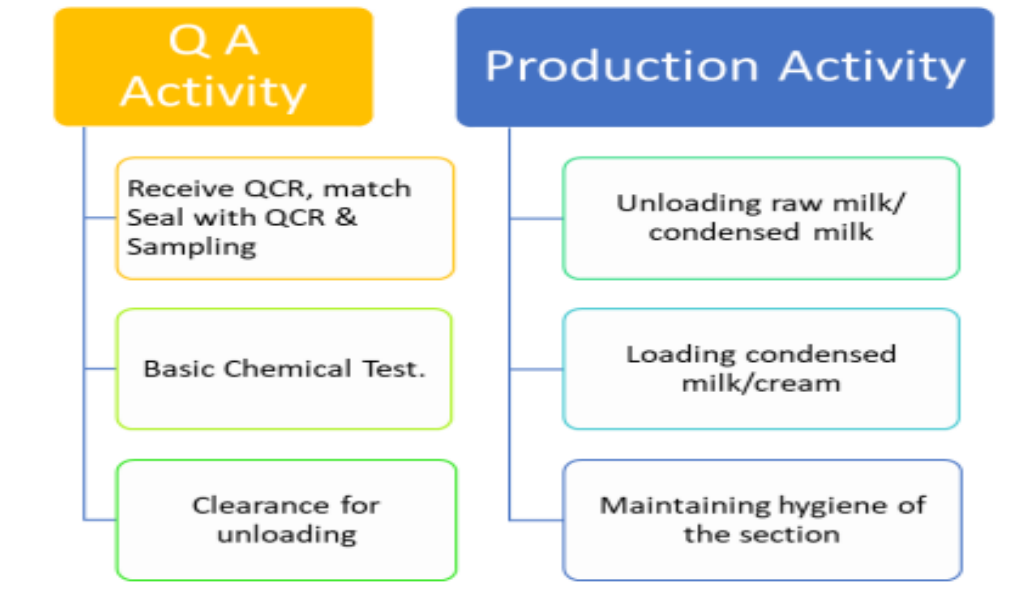 Q A
Activity
Receive QCR, match
Seal with QCR &
Sampling
Basic Chemical Test.
Clearance for
unloading
Production Activity
Unloading raw milk/
condensed milk
Loading condensed
milk/cream
Maintaining hygiene of
the section